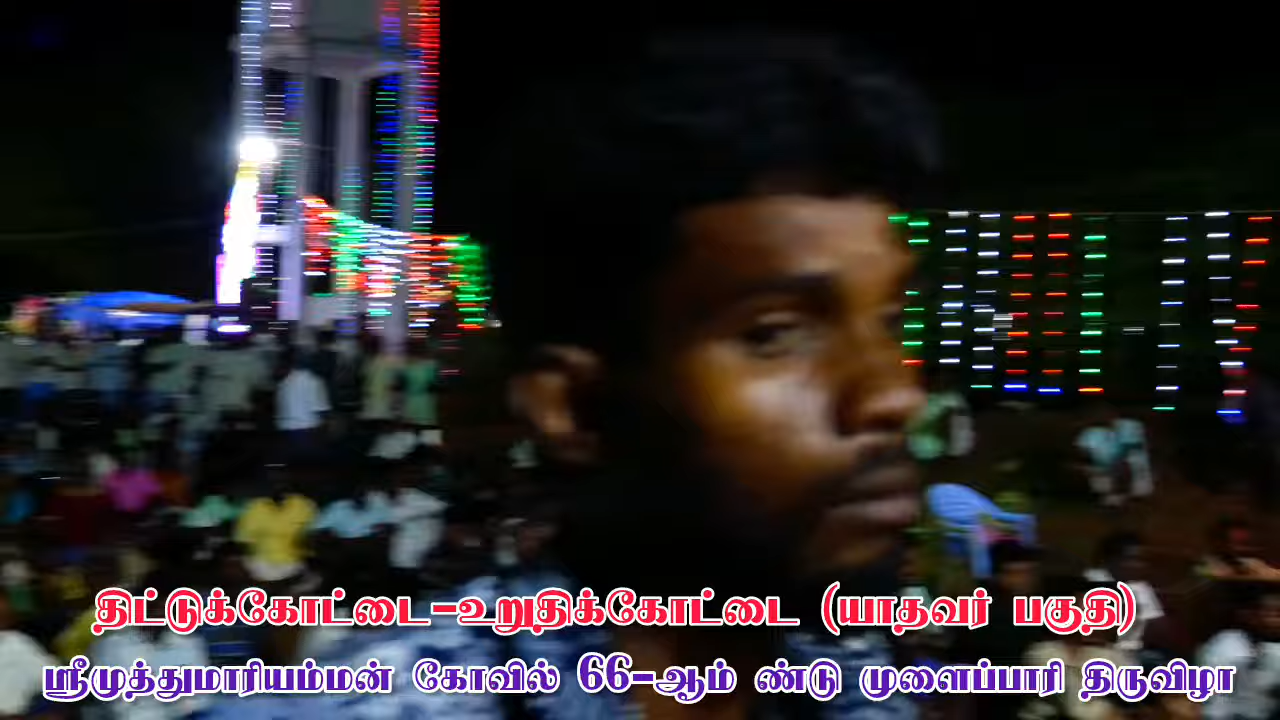 திட்டுக்கோட்டை-உறுதிக்கோட்டை (யாதவர் பகுதி)
ஸ்ரீமுத்துமாரியம்மன் கோவில் 66-ஆம் ண்டு முளைப்பாரி திருவிழா